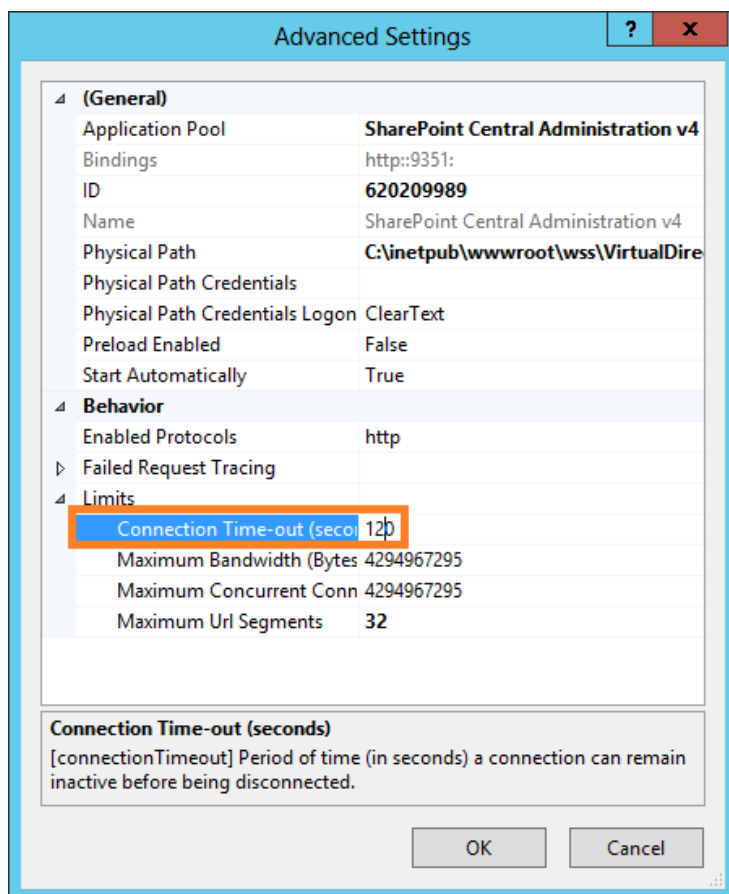 Advanced Settings
?
x
(General)
Application Pool SharePoint Central Administration v4
Bindings http::9351:
ID 620209989
Name SharePoint Central Administration v4
Physical Path C:\inetpub\wwwroot\wss\VirtualDire
Physical Path Credentials
Physical Path Credentials Logon ClearText
Preload Enabled False
Start Automatically True
Behavior
Enabled Protocols http
Failed Request Tracing
Limits
Connection Time-out (secon 120
Maximum Bandwidth (Bytes 4294967295
Maximum Concurrent Conn 4294967295
Maximum Url Segments 32
Connection Time-out (seconds)
[connectionTimeout] Period of time (in seconds) a connection can remain
inactive before being disconnected.
OK Cancel